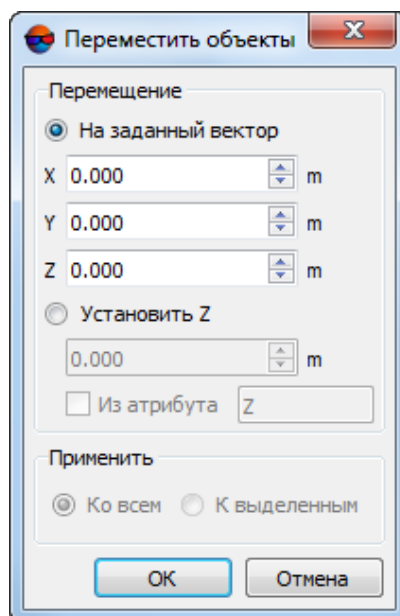 Переместить объекты
Перемещение
На заданный вектор
X 0.000 m
Y 0.000 m
Z 0.000 m
Установить Z
0.000 m
Из атрибута Z
Применить
Ко всем К выделенным
OK Отмена